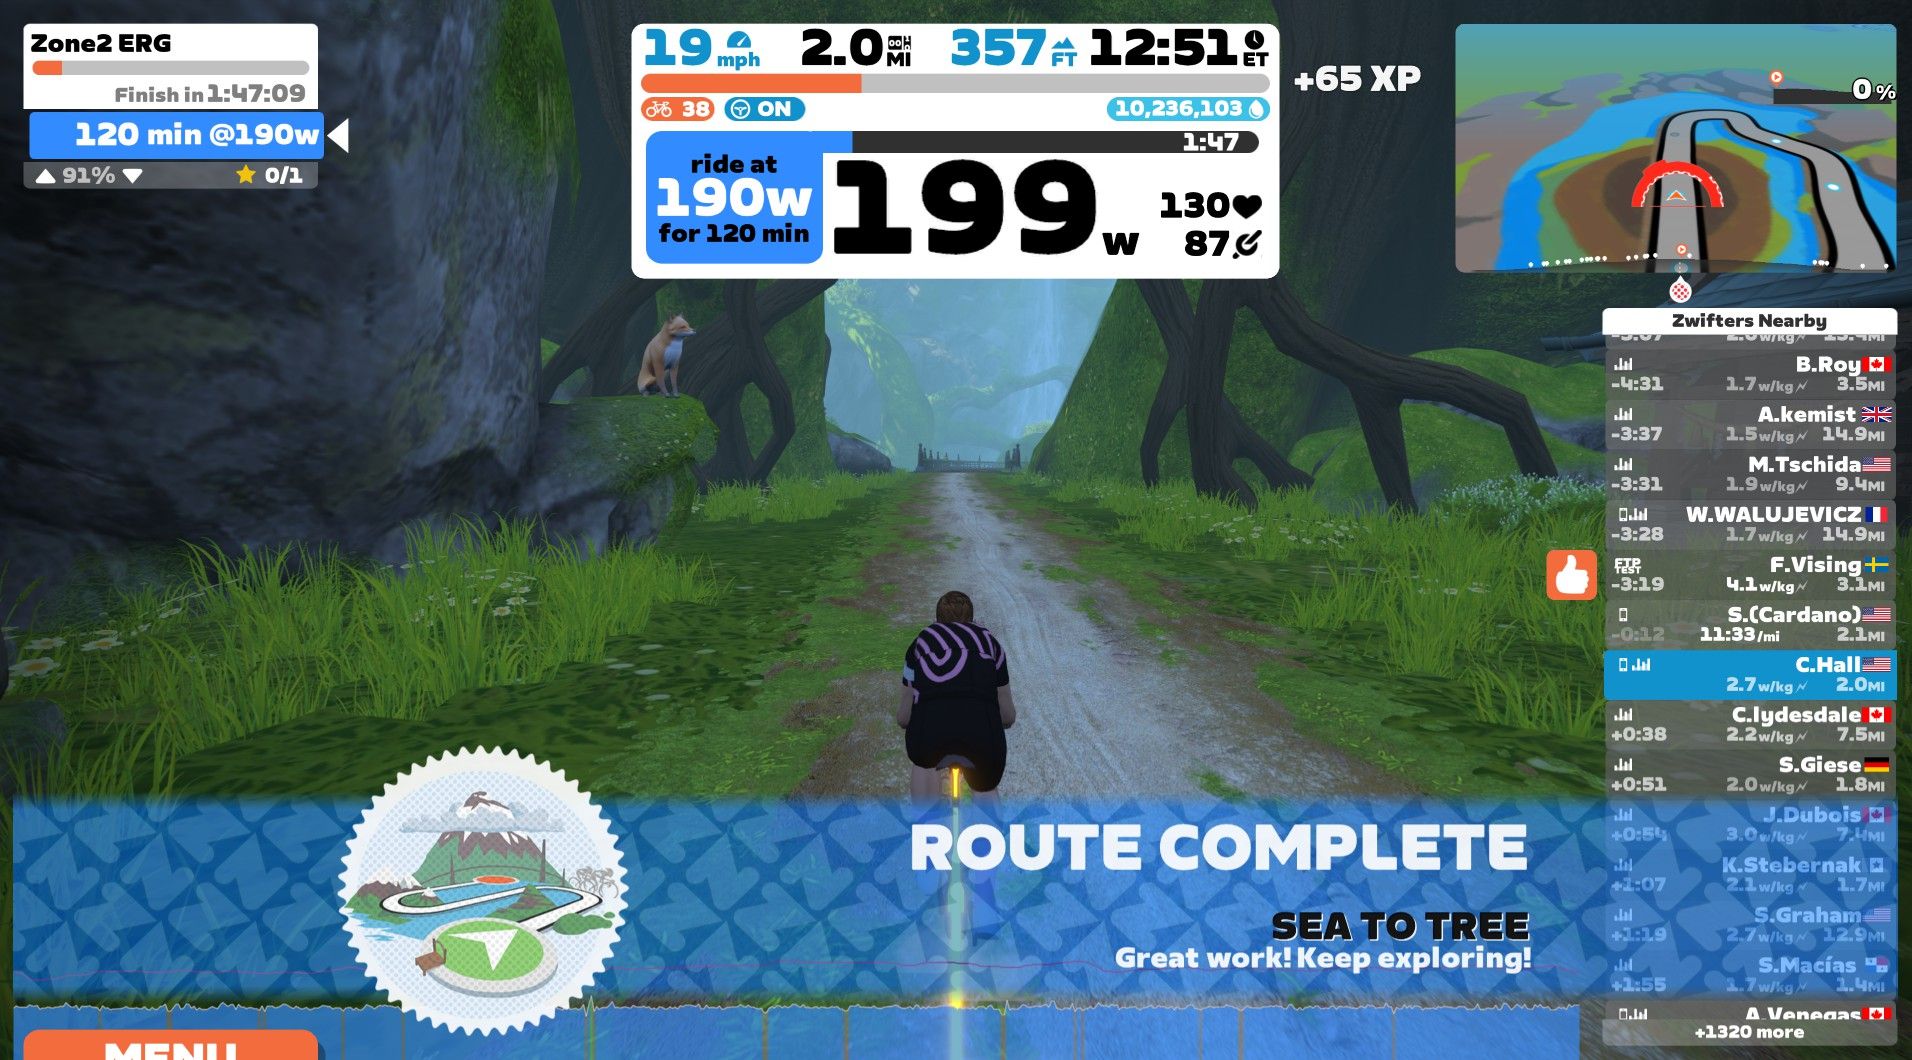 Zone2 ERG
Finish in 1:47:09
120 min @190w
91%
0/1
19 mph 2.0 MI 357 FT 12:51 ET
38 ON 10,236,103
1:47
ride at
190w
for 120 min
199 w
130
87
+65 XP
0 %
Zwifters Nearby
B.Roy
-4:31 1.7 w/kg 3.5MI
A.kemist
-3:37 1.5 w/kg 14.9MI
M.Tschida
-3:31 1.9 w/kg 9.4MI
W.WALUJEVICZ
-3:28 1.7 w/kg 14.9MI
FTP TEST F.Vising
-3:19 4.1 w/kg 3.1MI
S.(Cardano)
-0:12 11:33 /mi 2.1MI
C.Hall
2.7 w/kg 2.0MI
C.lydesdale
+0:38 2.2 w/kg 7.5MI
S.Giese
+0:51 2.0 w/kg 1.8MI
J.Dubois
+0:54 3.0 w/kg 7.4MI
K.Stebernak
+1:07 2.1 w/kg 1.7MI
S.Graham
+1:19 2.7 w/kg 12.9MI
S.Macías
+1:55 1.7 w/kg 1.4MI
A.Venegas
+1320 more
ROUTE COMPLETE
SEA TO TREE
Great work! Keep exploring!
MENU